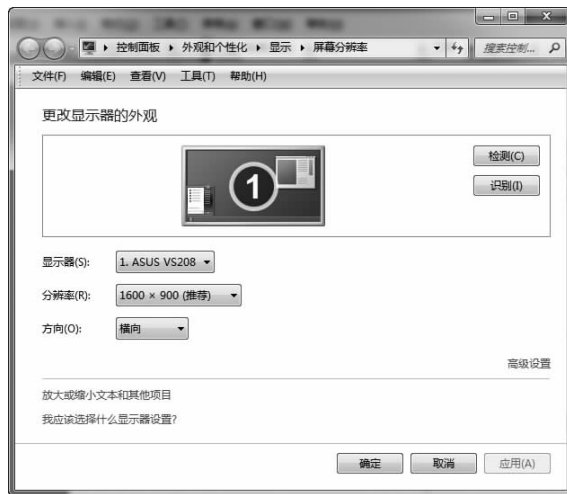 控制面板 ▸ 外观和个性化 ▸ 显示 ▸ 屏幕分辨率
搜索控制...
文件(F) 编辑(E) 查看(V) 工具(T) 帮助(H)
更改显示器的外观
检测(C)
1
识别(I)
显示器(S): 1. ASUS VS208
分辨率(R): 1600 × 900 (推荐)
方向(O): 横向
高级设置
放大或缩小文本和其他项目
我应该选择什么显示器设置?
确定 取消 应用(A)